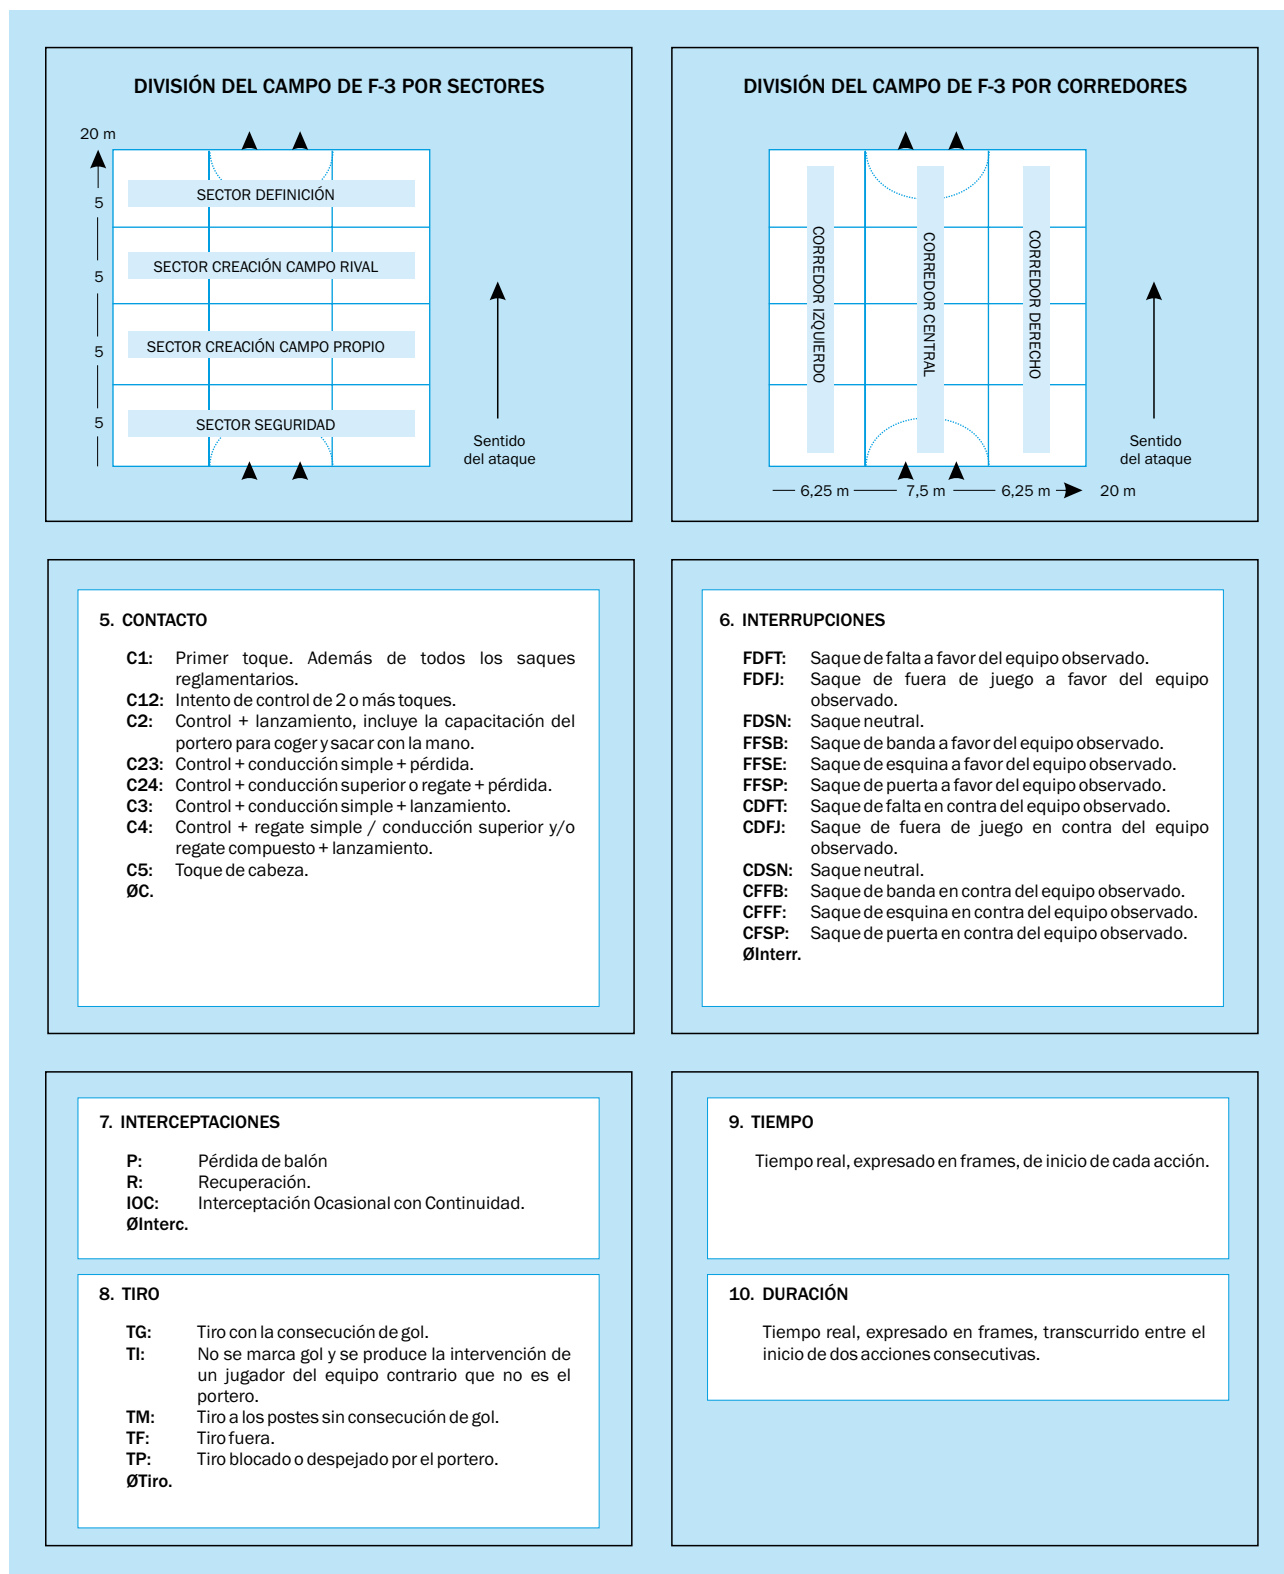 DIVISIÓN DEL CAMPO DE F-3 POR SECTORES
20 m
5
5
5
5
SECTOR DEFINICIÓN
SECTOR CREACIÓN CAMPO RIVAL
SECTOR CREACIÓN CAMPO PROPIO
SECTOR SEGURIDAD
Sentido
del ataque
DIVISIÓN DEL CAMPO DE F-3 POR CORREDORES
CORREDOR IZQUIERDO
CORREDOR CENTRAL
CORREDOR DERECHO
Sentido
del ataque
6,25 m 7,5 m 6,25 m 20 m
5. CONTACTO
C1: Primer toque. Además de todos los saques
reglamentarios.
C12: Intento de control de 2 o más toques.
C2: Control + lanzamiento, incluye la capacitación del
portero para coger y sacar con la mano.
C23: Control + conducción simple + pérdida.
C24: Control + conducción superior o regate + pérdida.
C3: Control + conducción simple + lanzamiento.
C4: Control + regate simple / conducción superior y/o
regate compuesto + lanzamiento.
C5: Toque de cabeza.
ØC.
6. INTERRUPCIONES
FDFT: Saque de falta a favor del equipo observado.
FDFJ: Saque de fuera de juego a favor del equipo
observado.
FDSN: Saque neutral.
FFSB: Saque de banda a favor del equipo observado.
FFSE: Saque de esquina a favor del equipo observado.
FFSP: Saque de puerta a favor del equipo observado.
CDFT: Saque de falta en contra del equipo observado.
CDFJ: Saque de fuera de juego en contra del equipo
observado.
CDSN: Saque neutral.
CFFB: Saque de banda en contra del equipo observado.
CFFF: Saque de esquina en contra del equipo observado.
CFSP: Saque de puerta en contra del equipo observado.
ØInterr.
7. INTERCEPTACIONES
P: Pérdida de balón
R: Recuperación.
IOC: Interceptación Ocasional con Continuidad.
ØInterc.
8. TIRO
TG: Tiro con la consecución de gol.
TI: No se marca gol y se produce la intervención de
un jugador del equipo contrario que no es el
portero.
TM: Tiro a los postes sin consecución de gol.
TF: Tiro fuera.
TP: Tiro blocado o despejado por el portero.
ØTiro.
9. TIEMPO
Tiempo real, expresado en frames, de inicio de cada acción.
10. DURACIÓN
Tiempo real, expresado en frames, transcurrido entre el
inicio de dos acciones consecutivas.